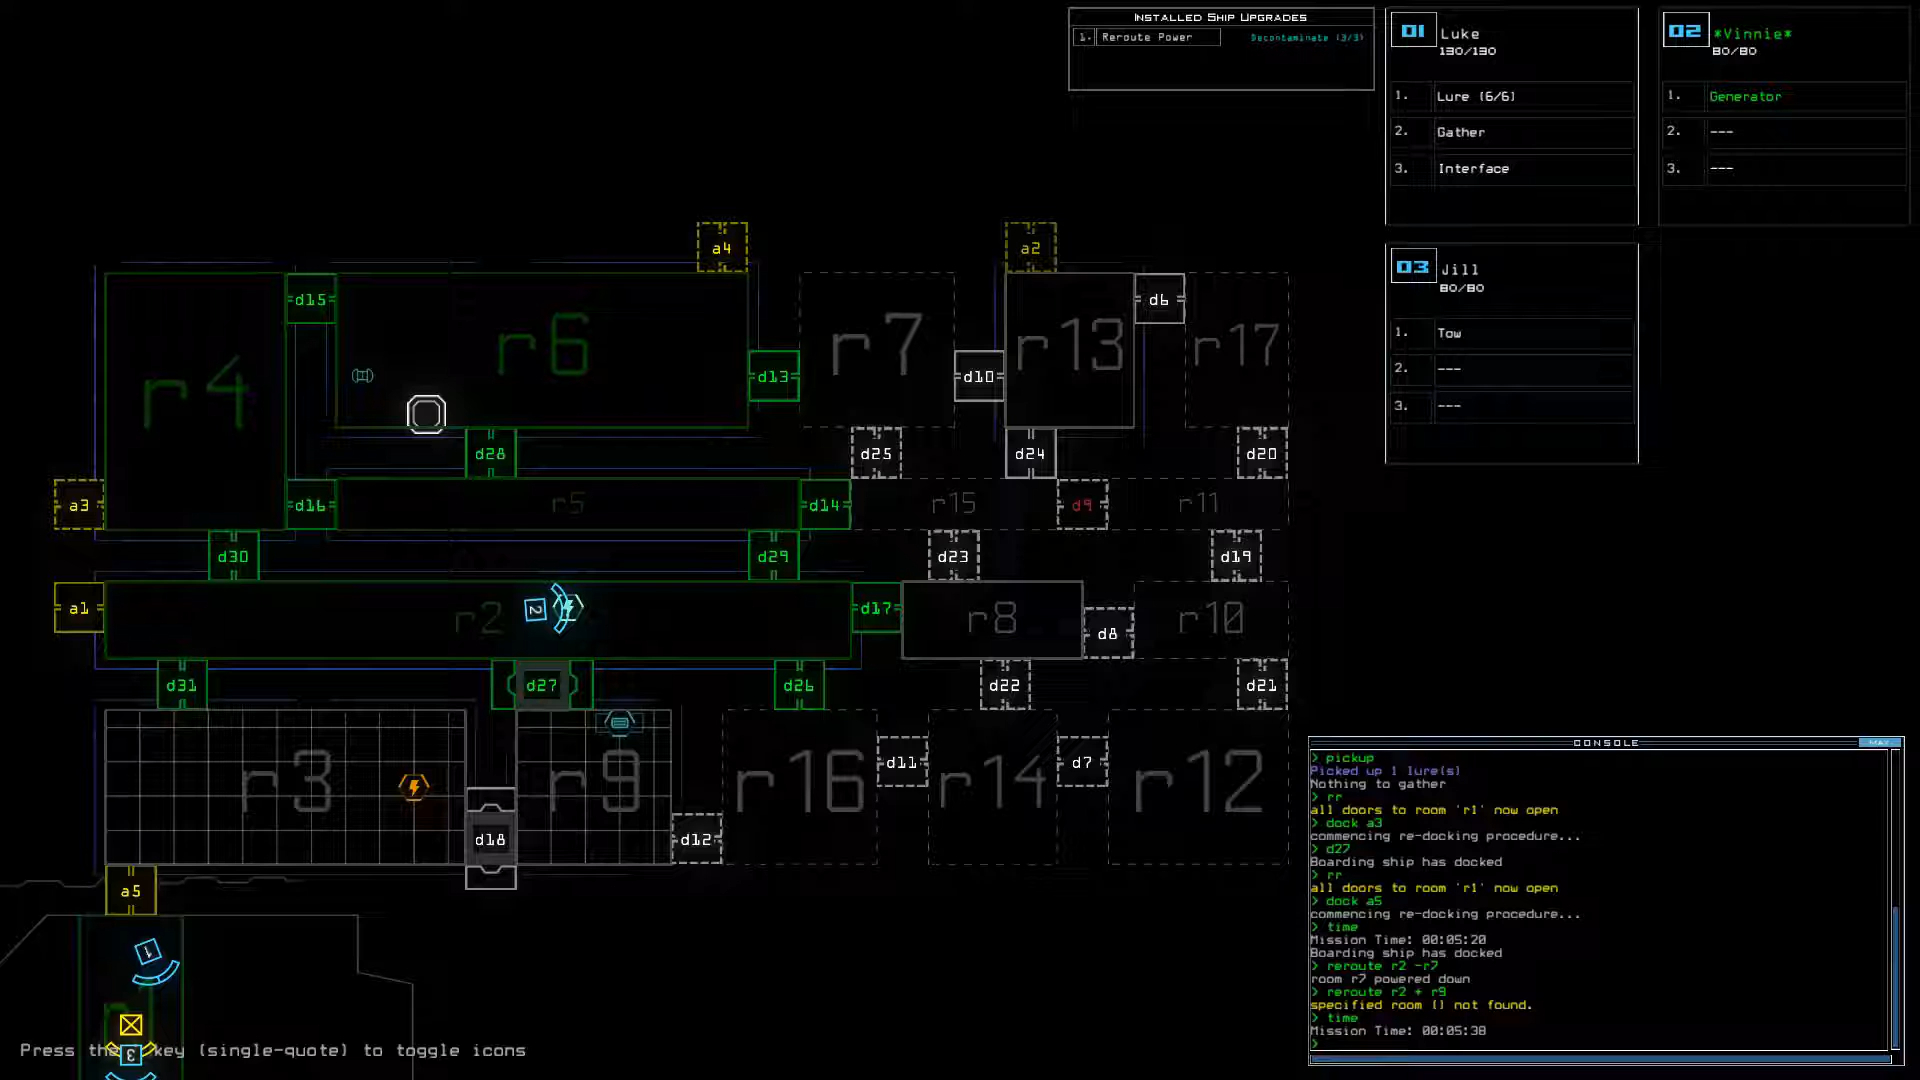 INSTALLED SHIP UPGRADES
1. Reroute Power Decontaminate (3/3)
01 Luke
130/130
1. Lure (6/6)
2. Gather
3. Interface
02 *Vinnie*
80/80
1. Generator
2. ---
3. ---
03 Jill
80/80
1. Tow
2. ---
3. ---
a4
a2
d15
r6
r7
r13
d6
r17
r4
d13
d10
d28
d25
d24
d20
a3
d16
r5
d14
r15
d9
r11
d30
d29
d23
d19
a1
r2
2
d17
r8
d8
r10
d31
d27
d26
d22
d21
r3
r9
r16
d11
r14
d7
r12
d18
d12
a5
1
3
Press the key (single-quote) to toggle icons
CONSOLE
MAX
> pickup
Picked up 1 lure(s)
Nothing to gather
> rr
all doors to room 'r1' now open
> dock a3
commencing re-docking procedure...
> d27
Boarding ship has docked
> rr
all doors to room 'r1' now open
> dock a5
commencing re-docking procedure...
> time
Mission Time: 00:05:20
Boarding ship has docked
> reroute r2 -r7
room r7 powered down
> reroute r2 + r9
specified room () not found.
> time
Mission Time: 00:05:38
>